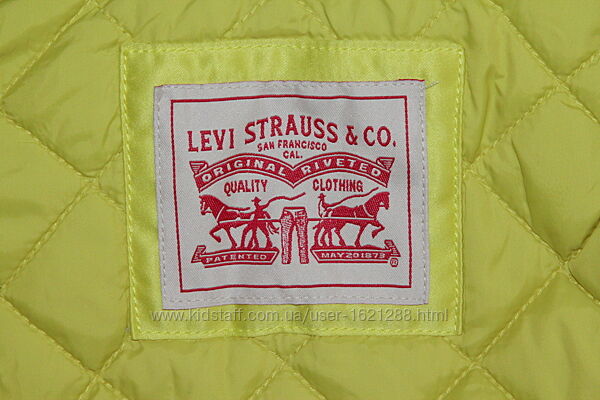 LEVI STRAUSS & CO.
SAN FRANCISCO
CAL.
ORIGINAL RIVETED
QUALITY CLOTHING
PATENTED MAY 20 1873
®
www.kidstaff.com.ua/user-1621288.html